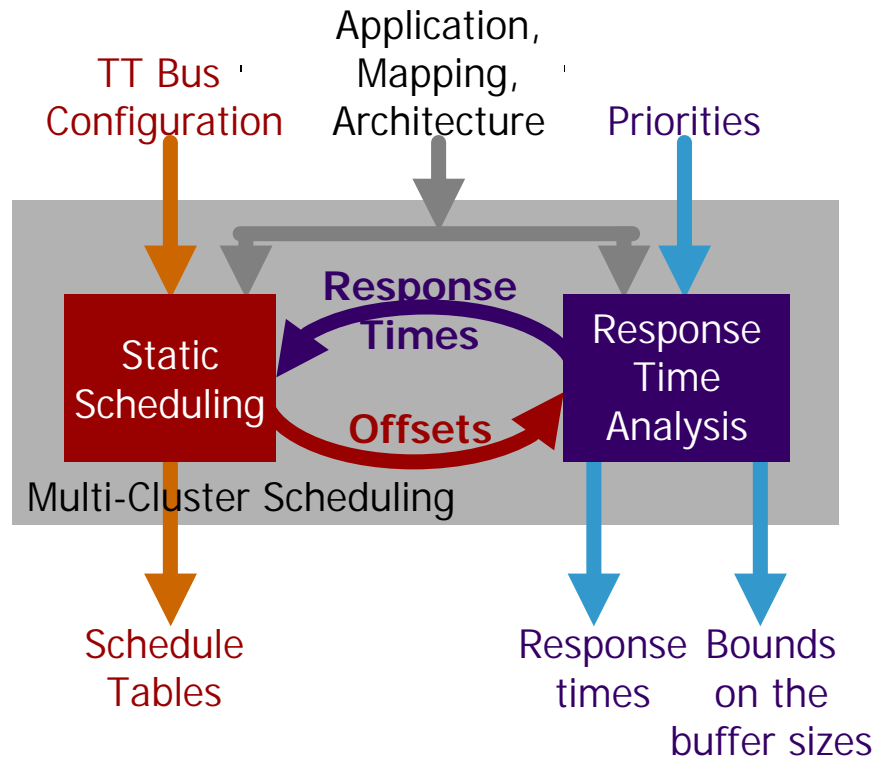 Application,
Mapping,
Architecture
TT Bus
Configuration
Priorities
Response
Times
Static
Scheduling
Response
Time
Analysis
Offsets
Multi-Cluster Scheduling
Schedule
Tables
Response
times
Bounds
on the
buffer sizes